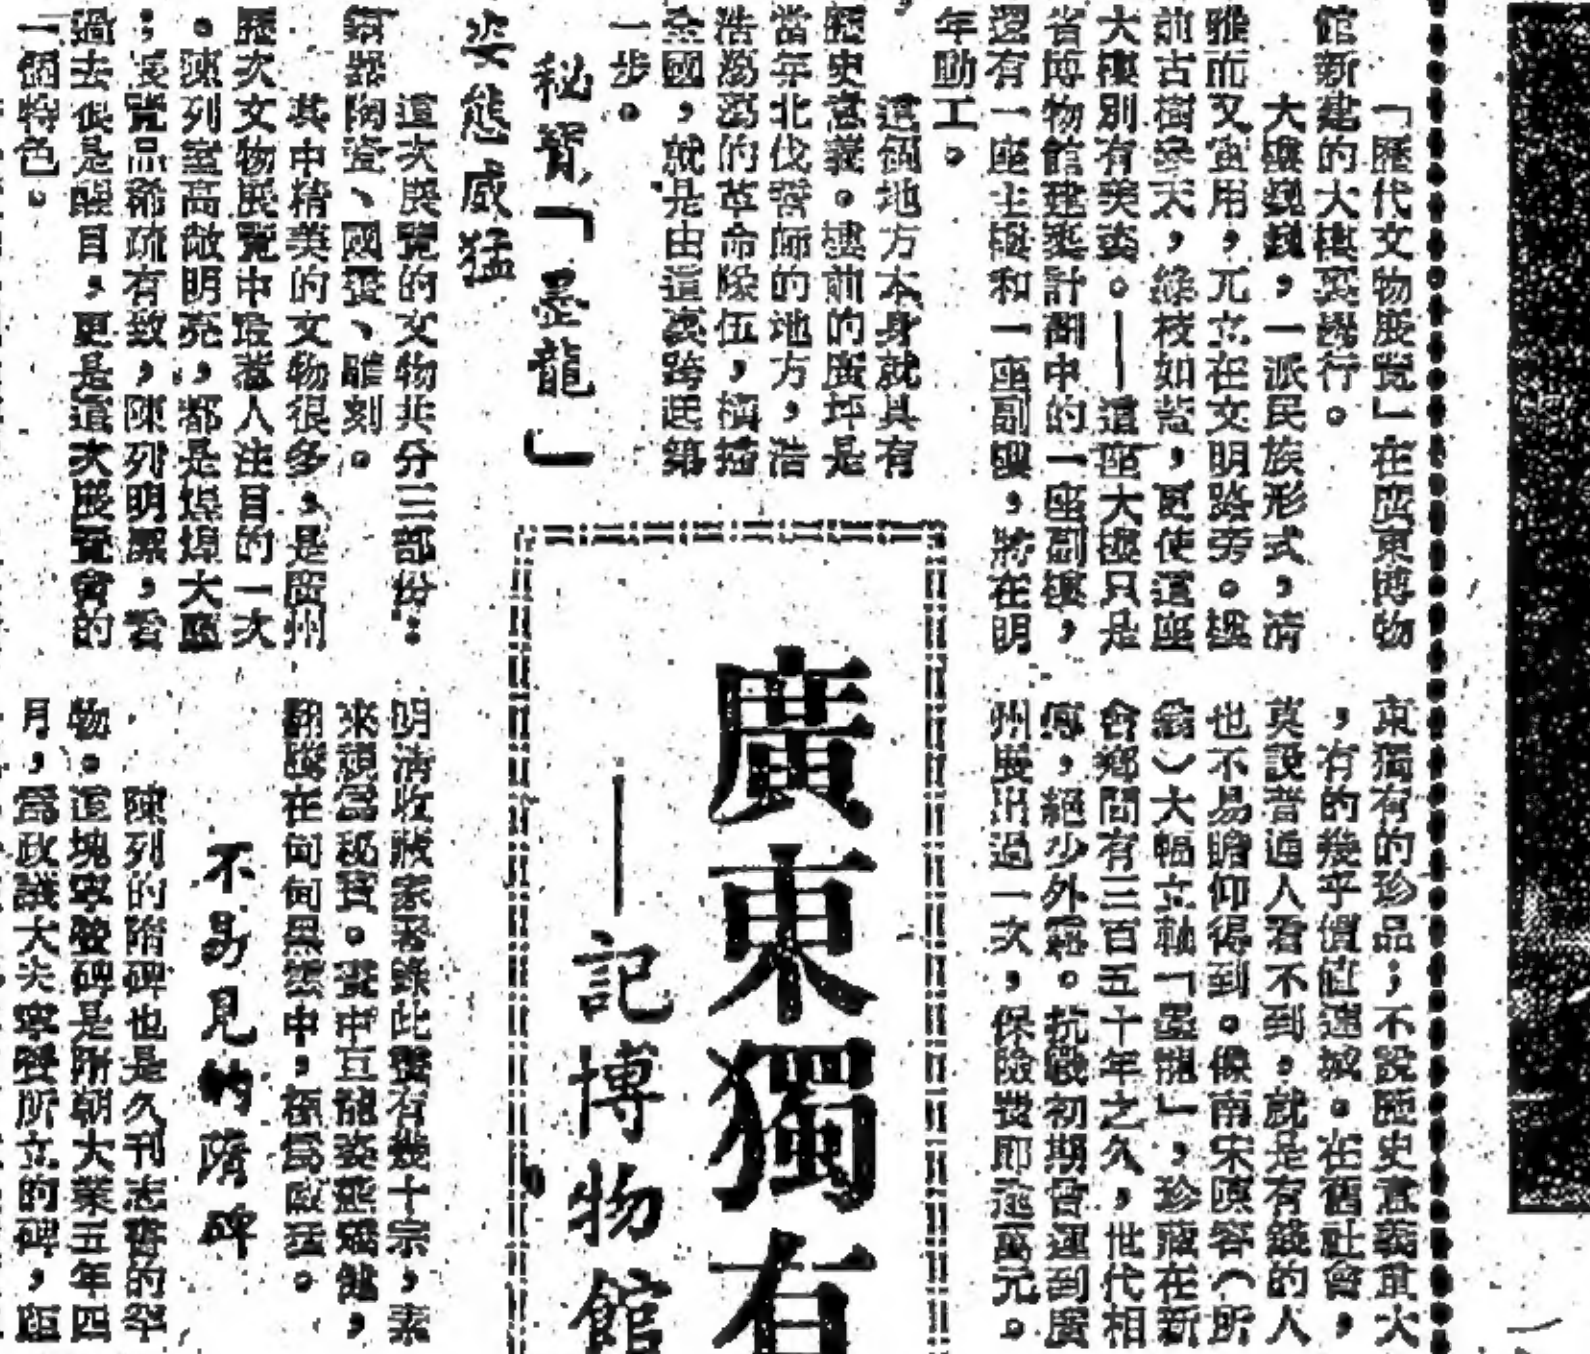 「歷代文物展覽」在廣東博物
館新建的大樓裏舉行。
大樓巍巍，一派民族形式，清
雅而又實用，兀立在文明路旁。樓
前古樹參天，綠枝如蓋，更使這座
大樓別有英姿。——這座大樓只是
省博物館建築計劃中的一座副樓，
還有一座主樓和一座副樓，將在明
年動工。
這個地方本身就具有
歷史意義。樓前的廣坪是
當年北伐誓師的地方，浩
浩蕩蕩的革命隊伍，橫掃
全國，就是由這裏跨送第
一步。
秘寶「墨龍」
姿態威猛
這次展覽的文物共分三部份：
銅器陶瓷、國畫、雕刻。
其中精美的文物很多，是廣州
歷次文物展覽中最惹人注目的一次
。陳列室高敞明亮，都是煌煌大廳
；展覽品稀疏有致，陳列明潔，看
過去很是醒目，更是這次展覽會的
一個特色。
廣東獨有
——記博物館
東獨有的珍品；不說歷史意義重大
，有的幾乎價值連城。在舊社會，
莫說普通人看不到，就是有錢的人
也不易瞻仰得到。像南宋陳容（所
翁）大幅立軸「墨龍」，珍藏在新
會鄉間有三百五十年之久，世代相
傳，絕少外露。抗戰初期曾運到廣
州展出過一次，保險費即達萬元。
明清收藏家著錄此畫有幾十宗，素
來視爲秘寶。畫中互龍姿態矯健，
翻騰在匈匈黑雲中，極爲威猛。
不易見的隋碑
陳列的隋碑也是久刊志書的罕
物。這塊寧贙碑是隋朝大業五年四
月，爲政議大夫寧贙所立的碑，距